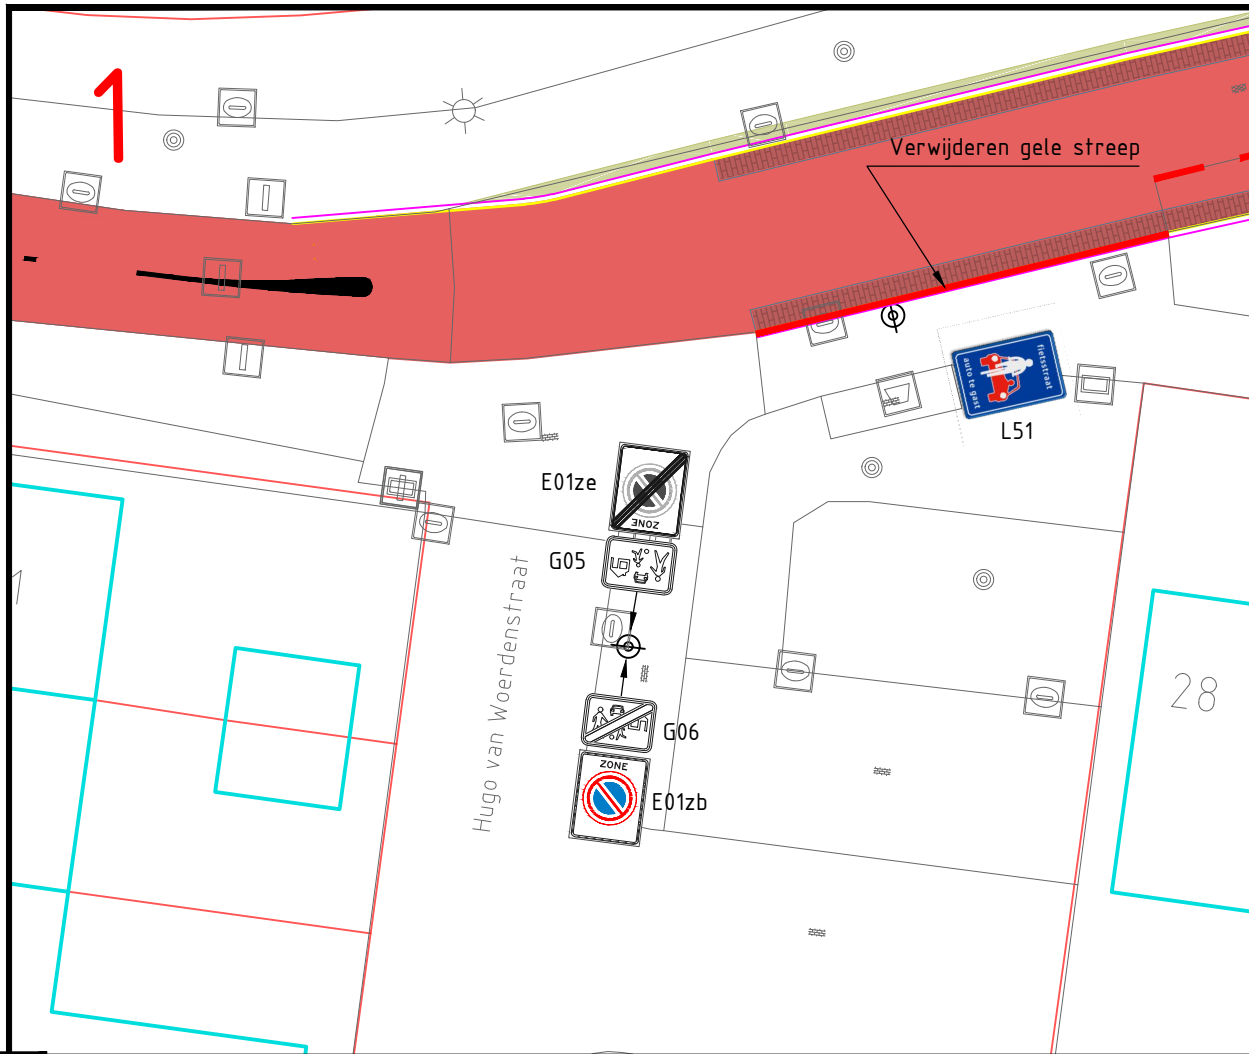 1
Verwijderen gele streep
fietsstraat
auto te gast
L51
E01ze
ZONE
G05
Hugo van Woerdenstraat
28
G06
ZONE
E01zb
1